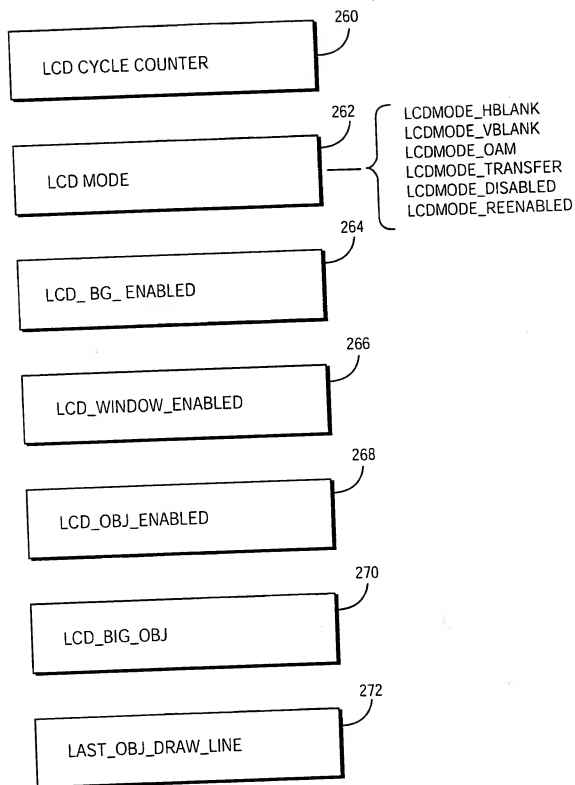 260
LCD CYCLE COUNTER
262
LCD MODE
LCDMODE_HBLANK
LCDMODE_VBLANK
LCDMODE_OAM
LCDMODE_TRANSFER
LCDMODE_DISABLED
LCDMODE_REENABLED
264
LCD_ BG_ ENABLED
266
LCD_WINDOW_ENABLED
268
LCD_OBJ_ENABLED
270
LCD_BIG_OBJ
272
LAST_OBJ_DRAW_LINE